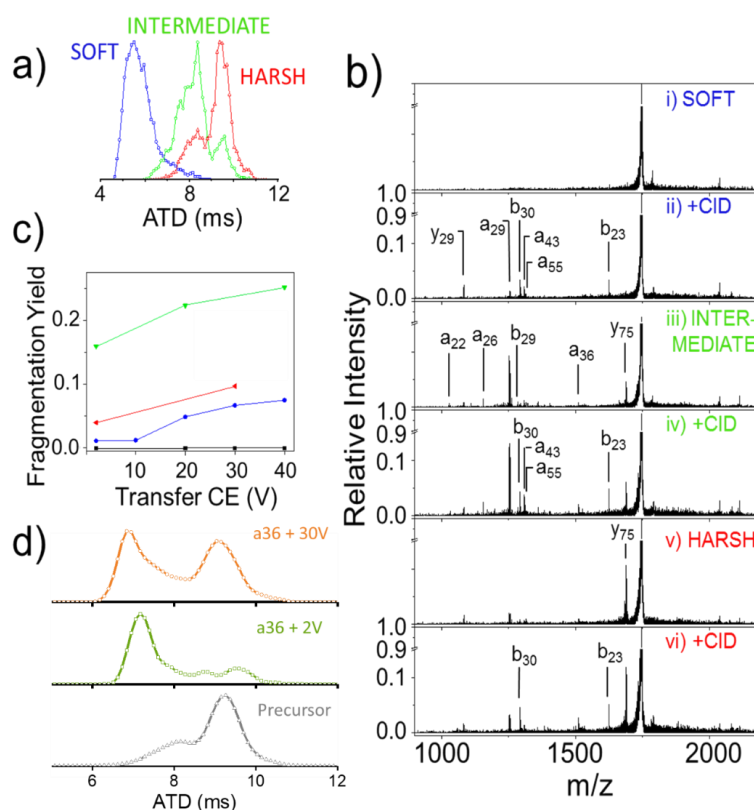 a)
INTERMEDIATE
SOFT
HARSH
4
8
12
ATD (ms)
b)
i) SOFT
1.0
ii) +CID
0.9
0.1
0.0
y29
a29
b30
a43
a55
b23
iii) INTER-
MEDIATE
1.0
a22
a26
b29
a36
y75
iv) +CID
0.9
0.1
0.0
b30
a43
a55
b23
v) HARSH
1.0
y75
vi) +CID
0.9
0.1
0.0
b30
b23
Relative Intensity
1000
1500
2000
m/z
c)
Fragmentation Yield
0.2
0.1
0.0
10
20
30
40
Transfer CE (V)
d)
a36 + 30V
a36 + 2V
Precursor
6
8
10
12
ATD (ms)